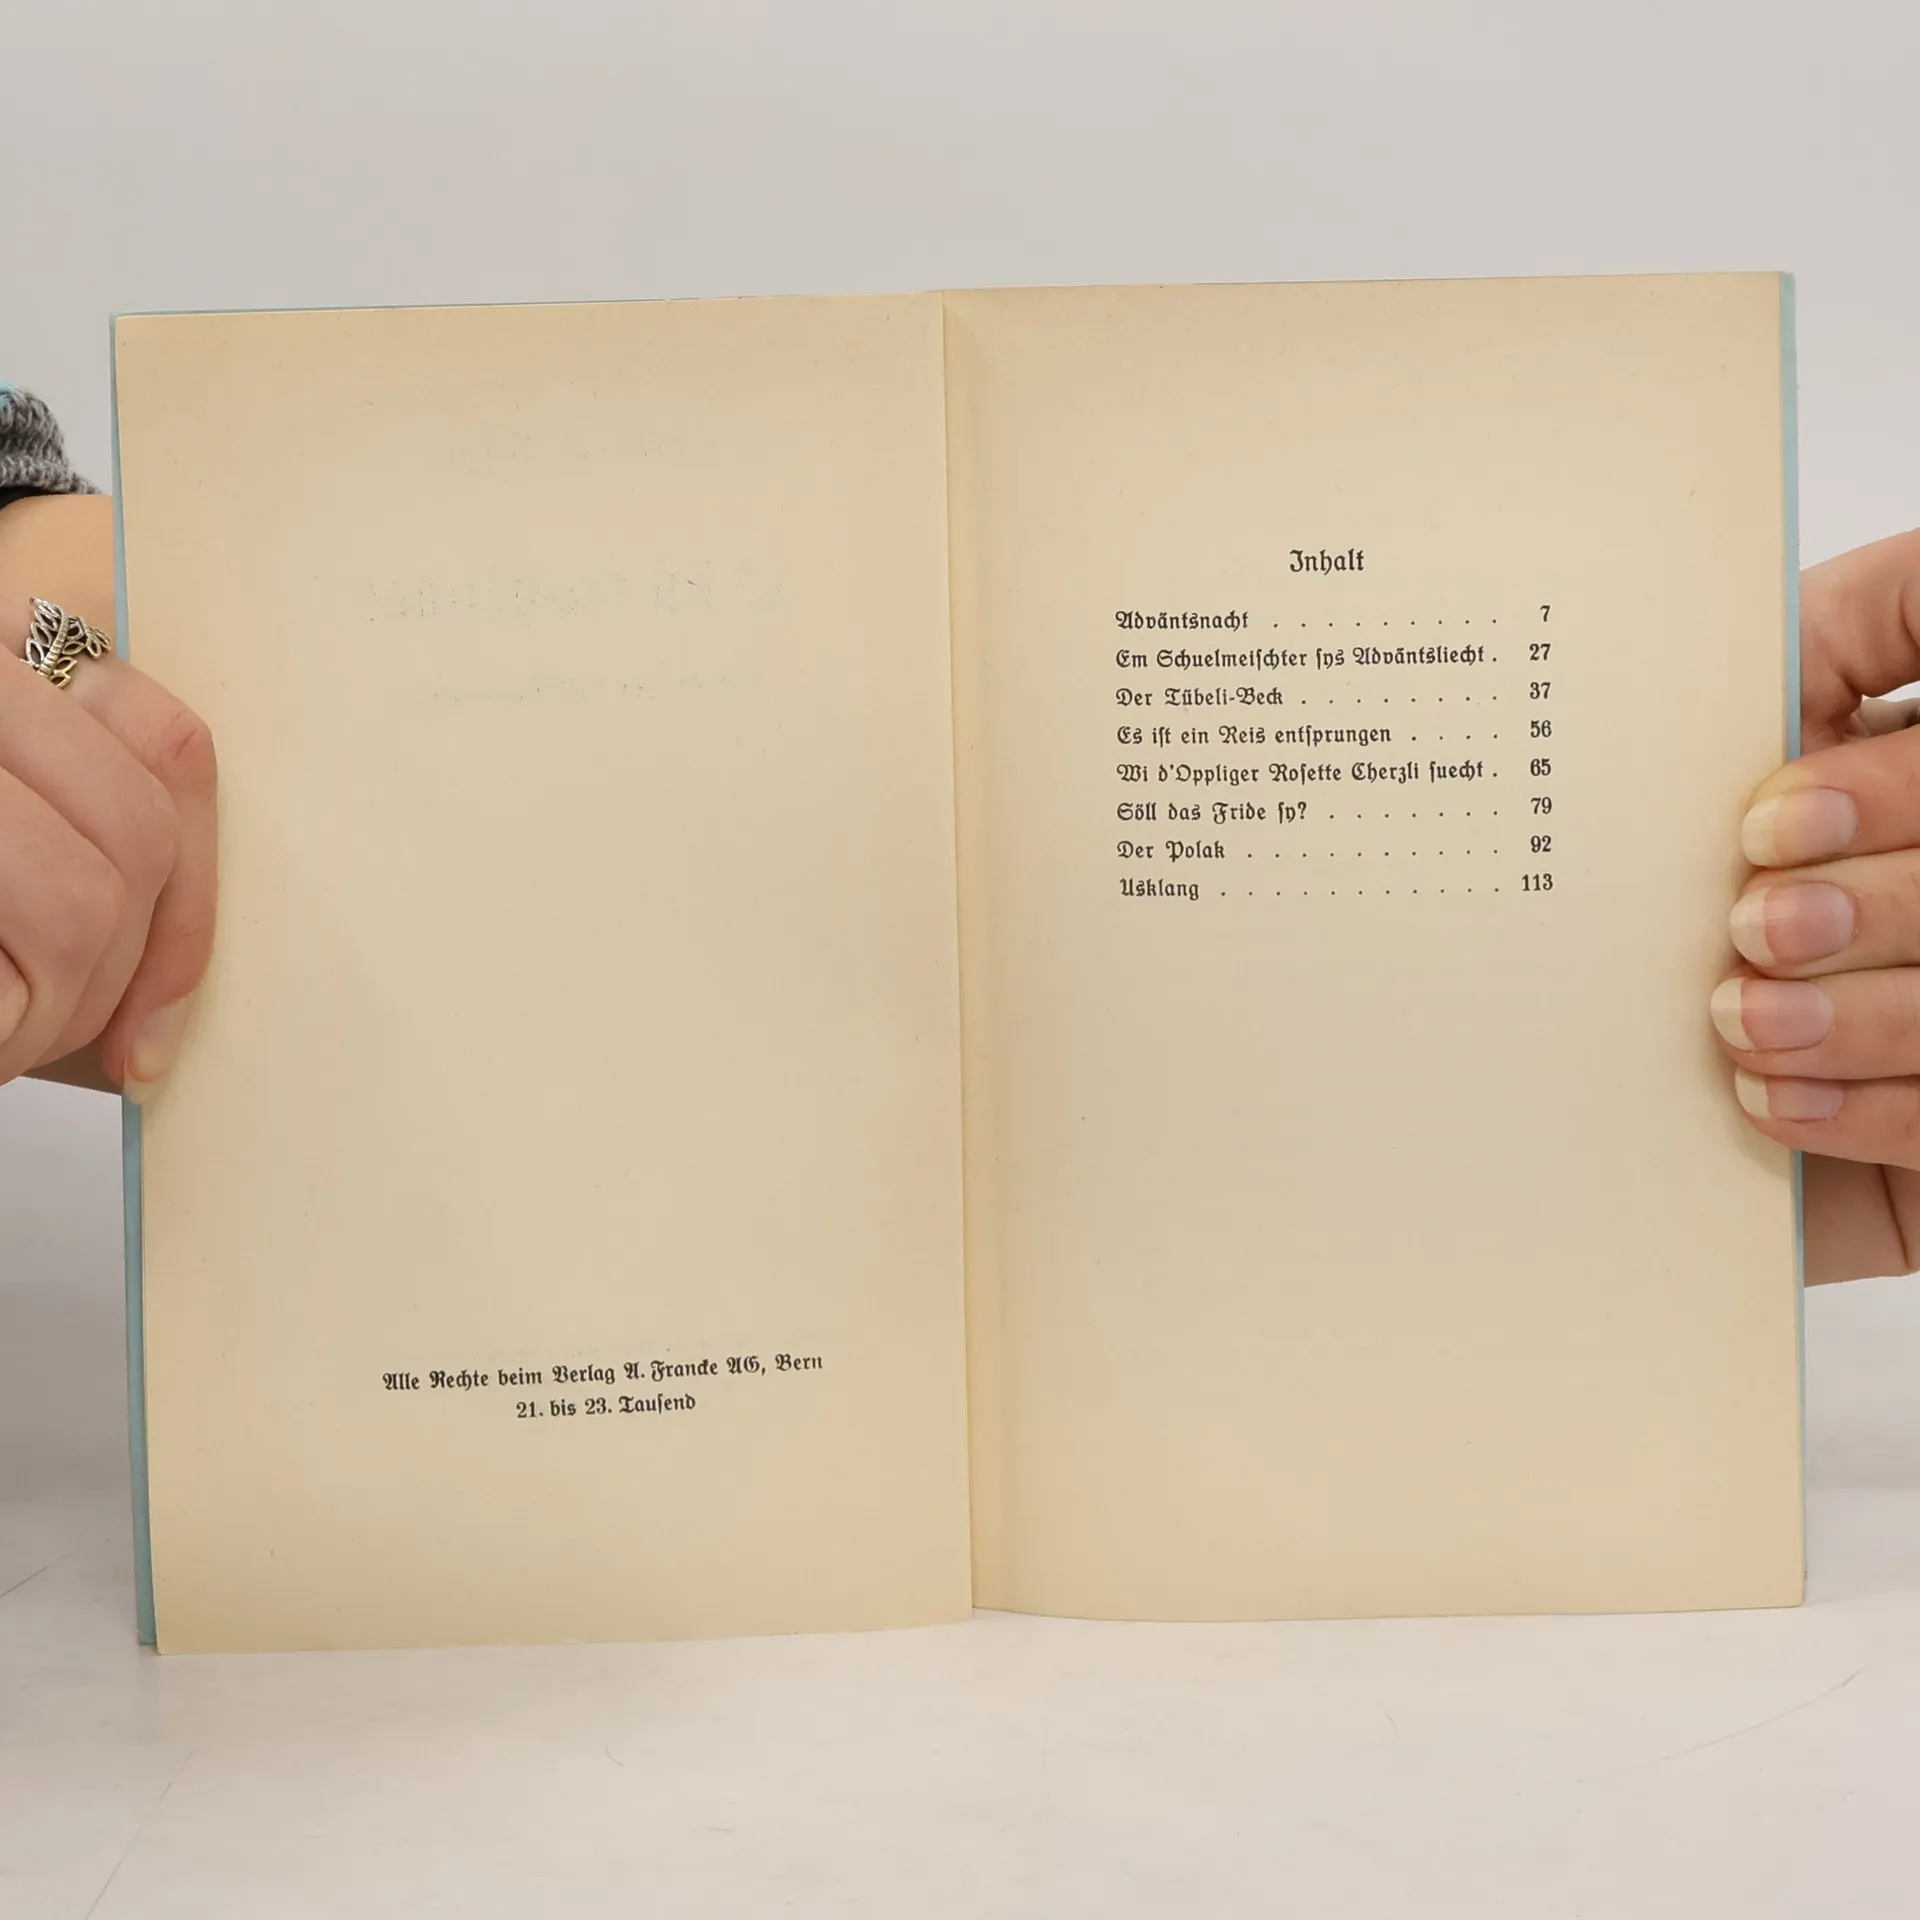 Alle Rechte beim Verlag A. Francke AG, Bern
21. bis 23. Tausend
Inhalt
Adväntsnacht . . . . . . . . . 7
Em Schuelmeiſchter ſys Adväntsliecht . 27
Der Tübeli-Beck . . . . . . . . 37
Es iſt ein Reis entſprungen . . . . 56
Wi d'Oppliger Roſette Cherzli ſuecht . 65
Söll das Fride ſy? . . . . . . . 79
Der Polak . . . . . . . . . . 92
Usklang . . . . . . . . . . . 113